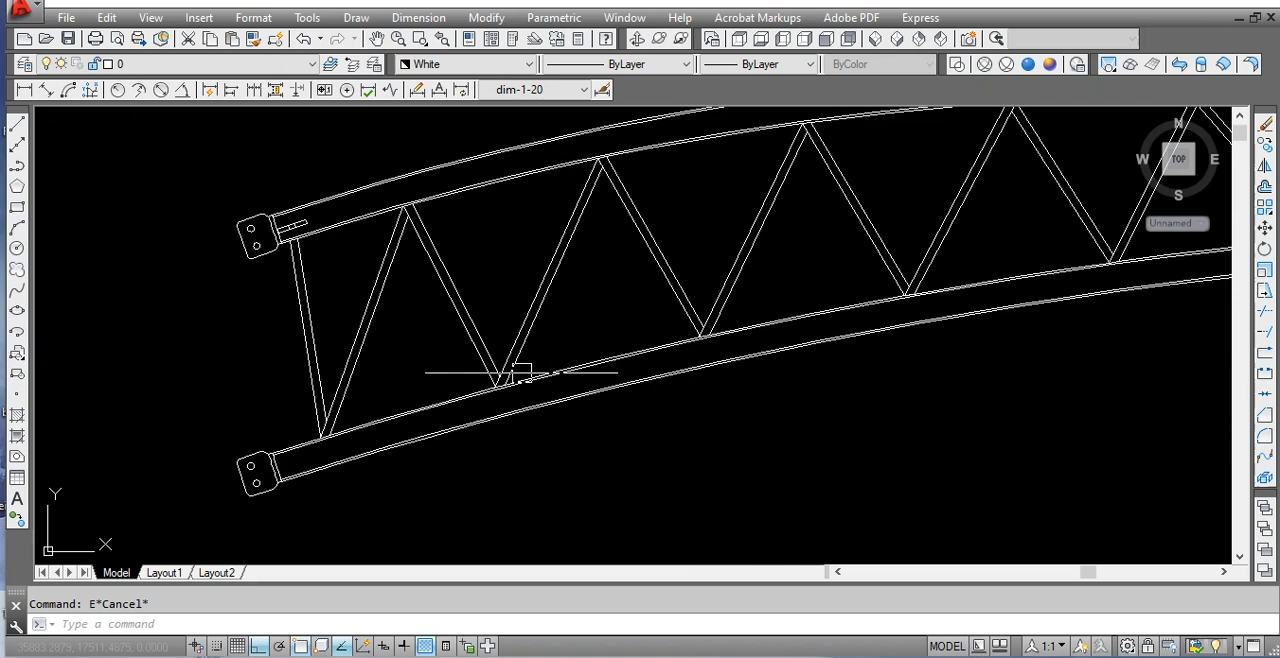 File Edit View Insert Format Tools Draw Dimension Modify Parametric Window Help Acrobat Markups Adobe PDF Express
0 White ByLayer ByLayer ByColor
dim-1-20
N
W TOP E
S
Unnamed
Y
X
Model Layout1 Layout2
Command: E*Cancel*
Type a command
MODEL 1:1